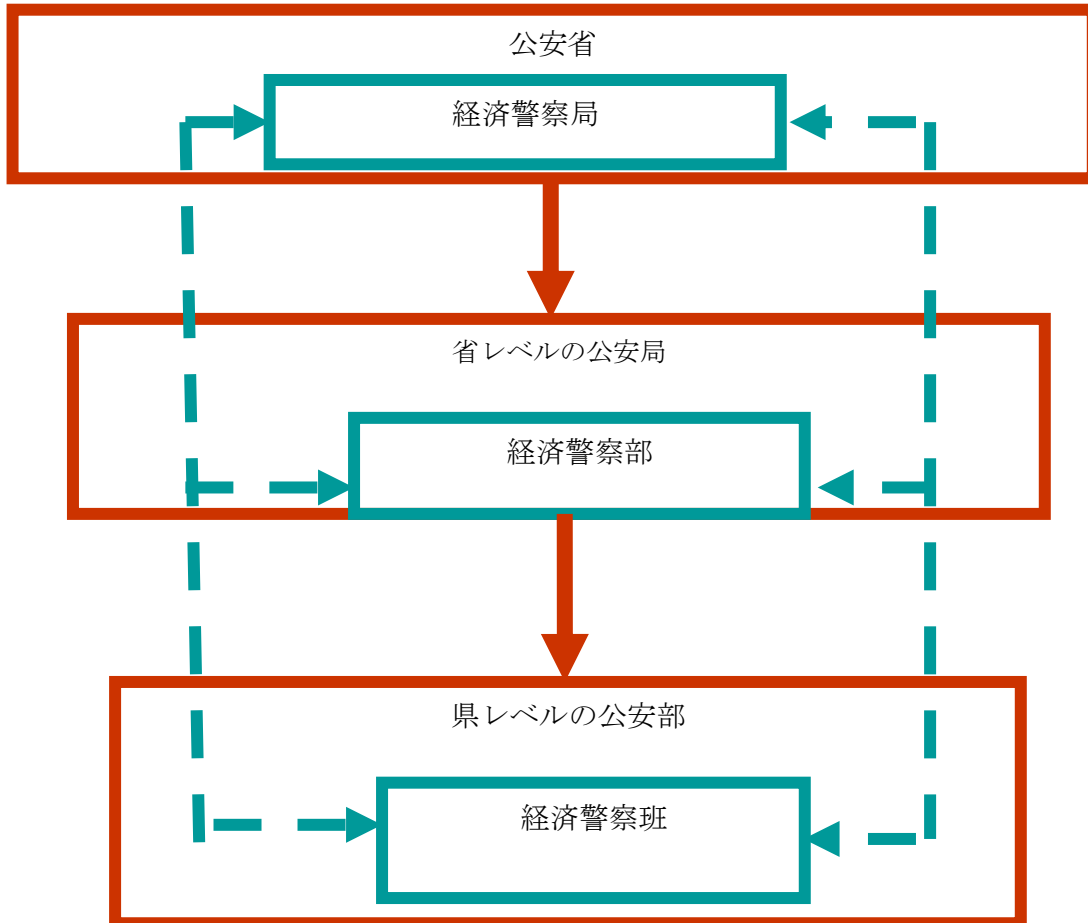 公安省
経済警察局
省レベルの公安局
経済警察部
県レベルの公安部
経済警察班